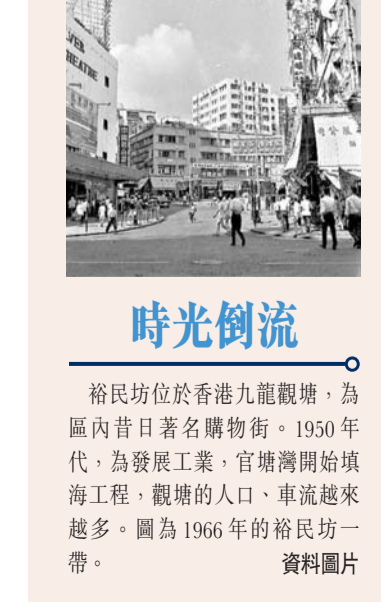 THEATRE
時光倒流
裕民坊位於香港九龍觀塘，為
區內昔日著名購物街。1950 年
代，為發展工業，官塘灣開始填
海工程，觀塘的人口、車流越來
越多。圖為 1966 年的裕民坊一
帶。 資料圖片